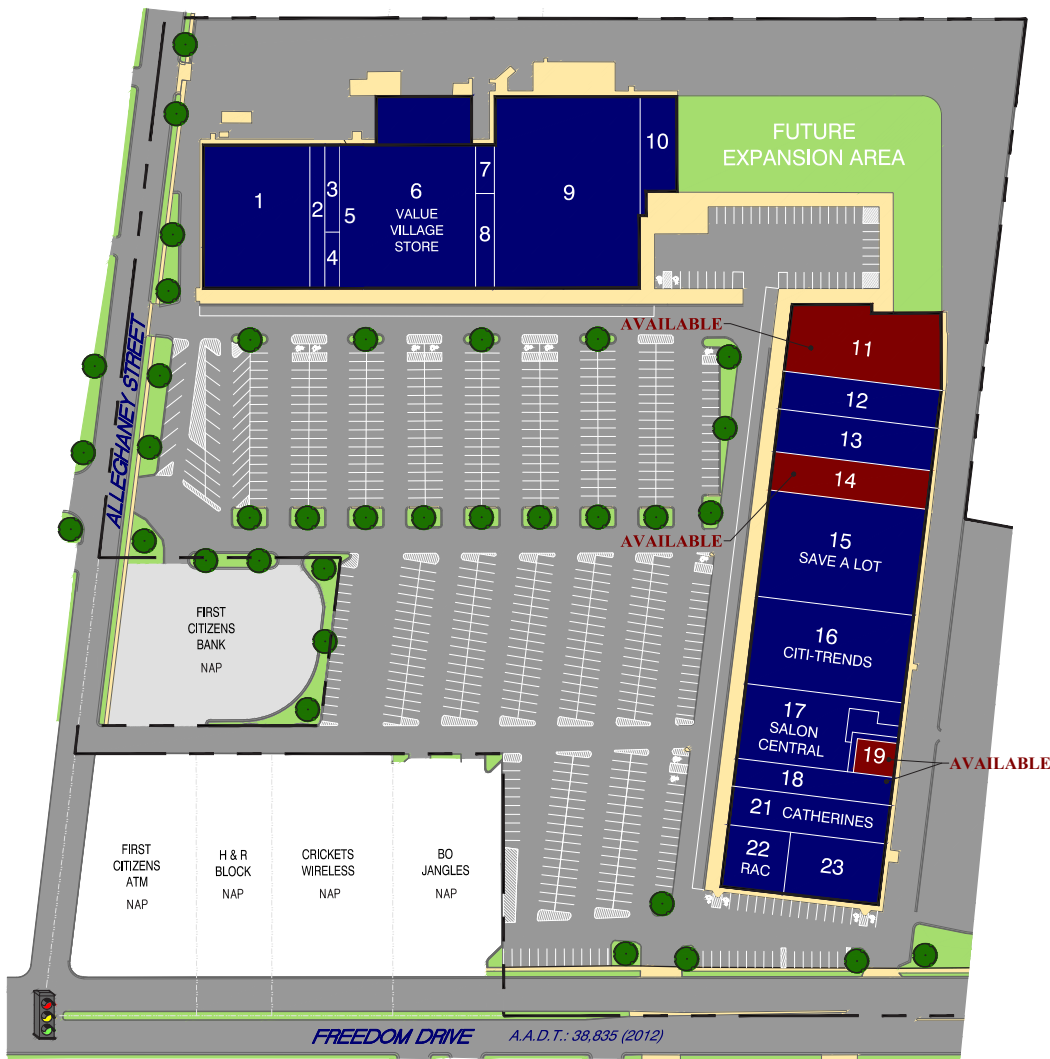 FUTURE
EXPANSION AREA
10
1
2
3
4
5
6
VALUE
VILLAGE
STORE
7
8
9
ALLEGHANEY STREET
AVAILABLE
11
12
13
14
AVAILABLE
15
SAVE A LOT
16
CITI-TRENDS
17
SALON
CENTRAL
19
AVAILABLE
18
21 CATHERINES
22
RAC
23
FIRST
CITIZENS
BANK
NAP
FIRST
CITIZENS
ATM
NAP
H & R
BLOCK
NAP
CRICKETS
WIRELESS
NAP
BO
JANGLES
NAP
FREEDOM DRIVE A.A.D.T.: 38,835 (2012)